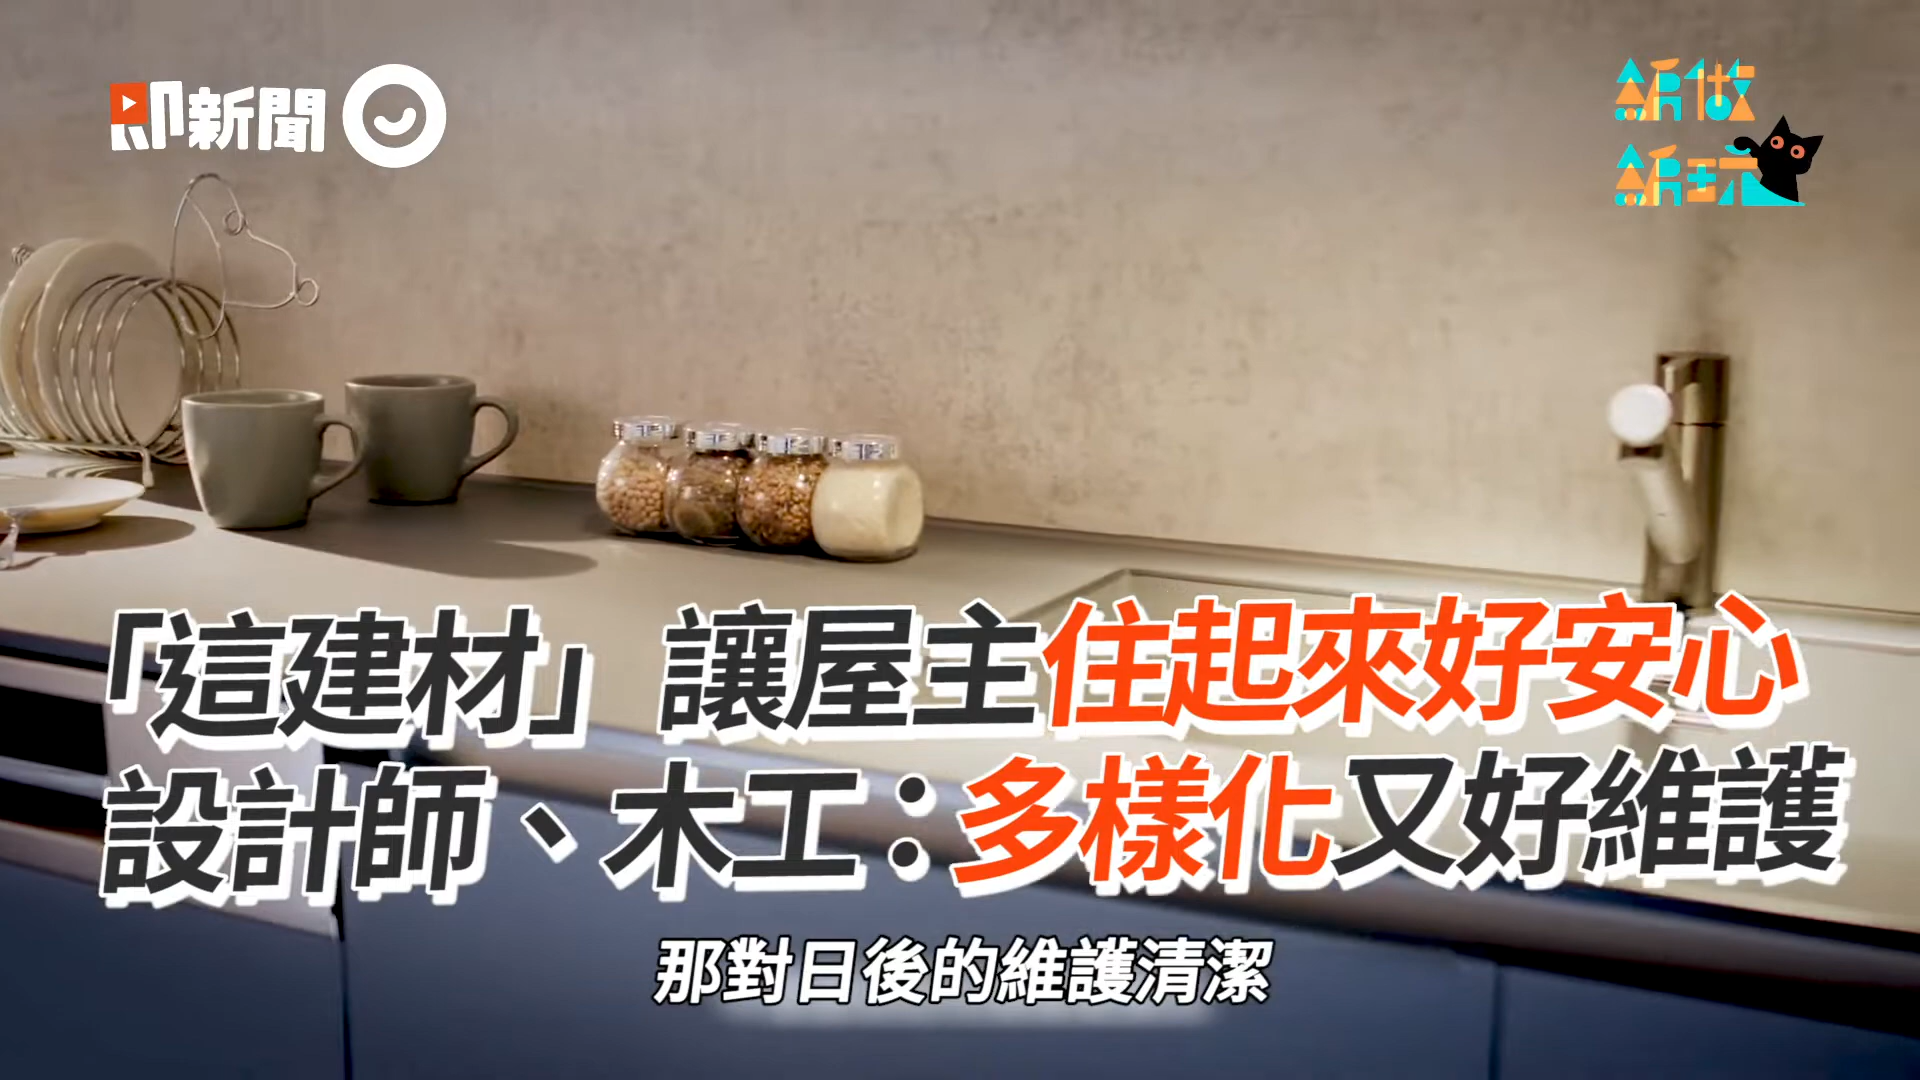 即新聞
新做
新玩
「這建材」讓屋主住起來好安心
設計師、木工：多樣化又好維護
那對日後的維護清潔